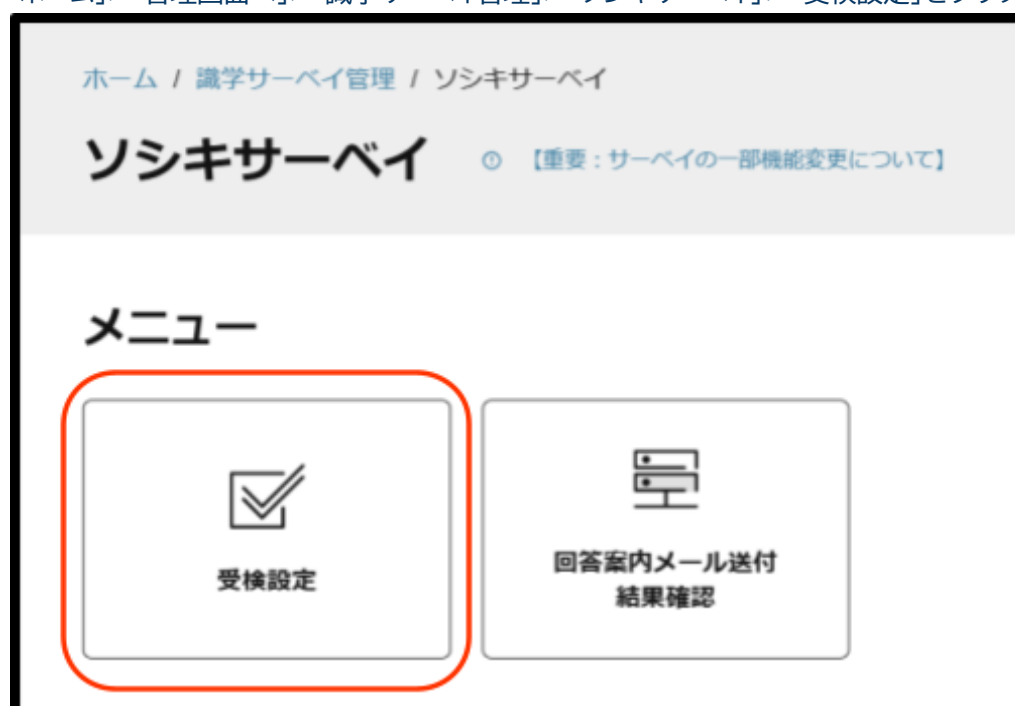 ホーム / 識学サーベイ管理 / ソシキサーベイ
ソシキサーベイ
【重要：サーベイの一部機能変更について】
メニュー
受検設定
回答案内メール送付
結果確認